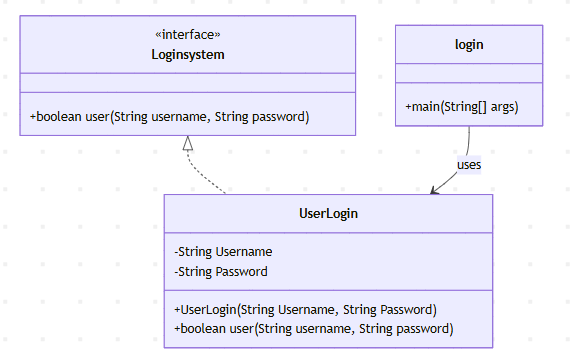 «interface»
Loginsystem
+boolean user(String username, String password)
login
+main(String[] args)
uses
UserLogin
-String Username
-String Password
+UserLogin(String Username, String Password)
+boolean user(String username, String password)